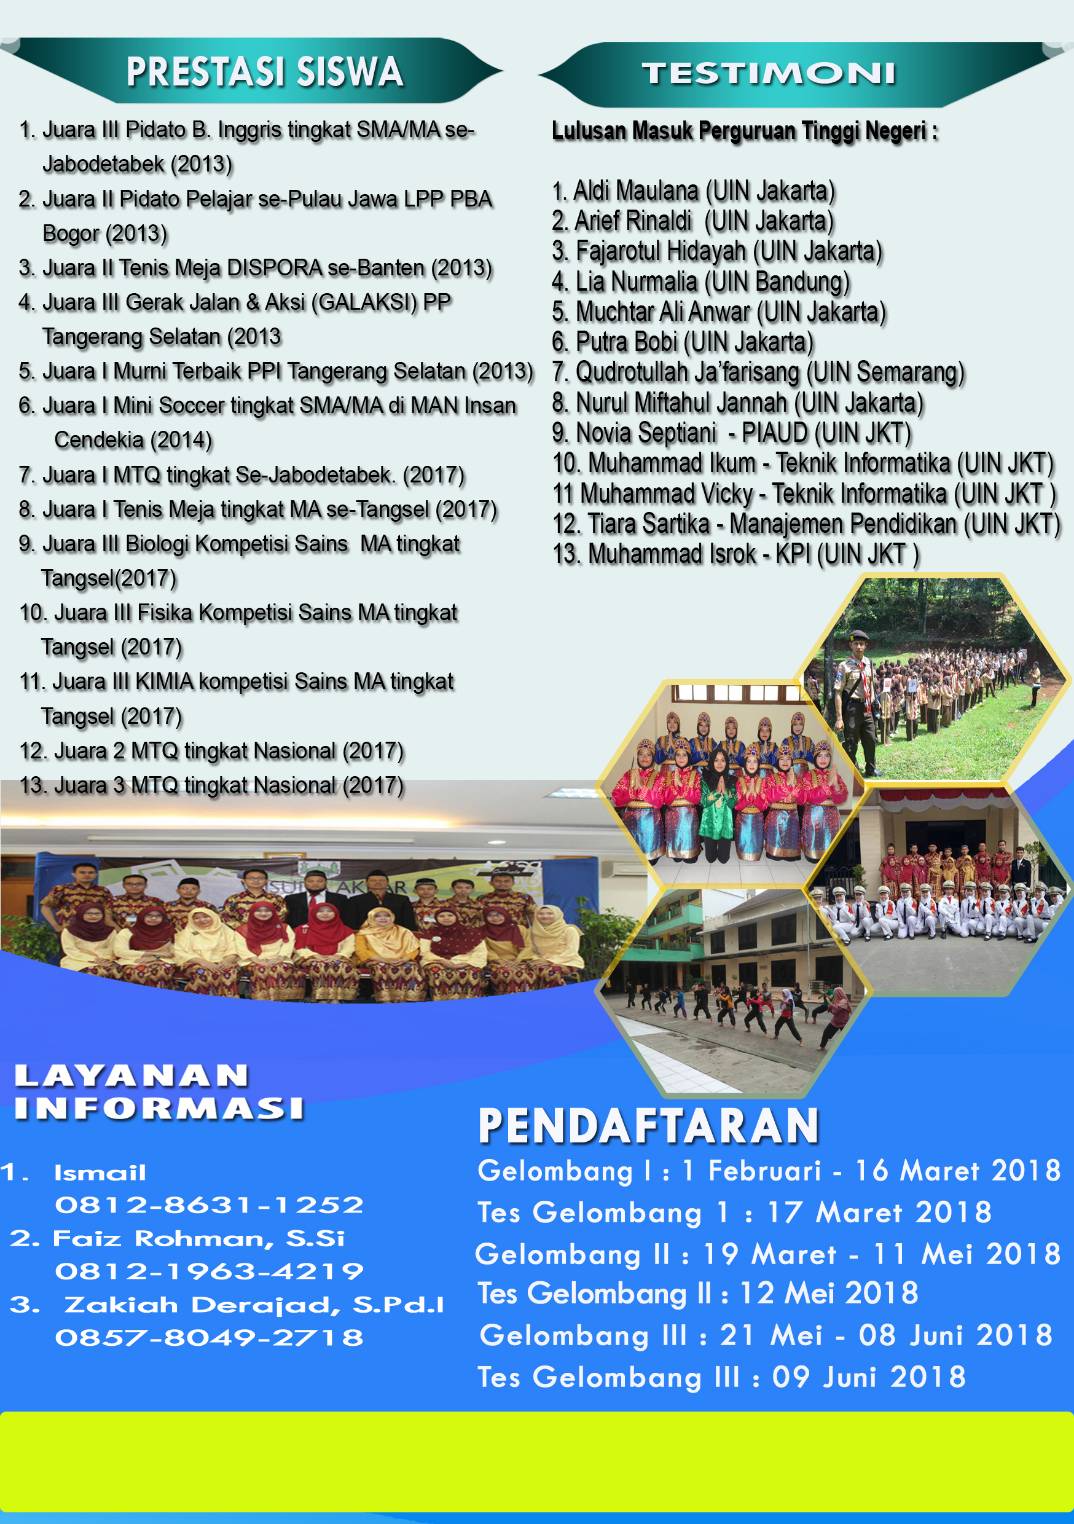 PRESTASI SISWA
1. Juara III Pidato B. Inggris tingkat SMA/MA se-
Jabodetabek (2013)
2. Juara II Pidato Pelajar se-Pulau Jawa LPP PBA
Bogor (2013)
3. Juara II Tenis Meja DISPORA se-Banten (2013)
4. Juara III Gerak Jalan & Aksi (GALAKSI) PP
Tangerang Selatan (2013
5. Juara I Murni Terbaik PPI Tangerang Selatan (2013)
6. Juara I Mini Soccer tingkat SMA/MA di MAN Insan
Cendekia (2014)
7. Juara I MTQ tingkat Se-Jabodetabek. (2017)
8. Juara I Tenis Meja tingkat MA se-Tangsel (2017)
9. Juara III Biologi Kompetisi Sains MA tingkat
Tangsel(2017)
10. Juara III Fisika Kompetisi Sains MA tingkat
Tangsel (2017)
11. Juara III KIMIA kompetisi Sains MA tingkat
Tangsel (2017)
12. Juara 2 MTQ tingkat Nasional (2017)
13. Juara 3 MTQ tingkat Nasional (2017)
TESTIMONI
Lulusan Masuk Perguruan Tinggi Negeri :
1. Aldi Maulana (UIN Jakarta)
2. Arief Rinaldi (UIN Jakarta)
3. Fajarotul Hidayah (UIN Jakarta)
4. Lia Nurmalia (UIN Bandung)
5. Muchtar Ali Anwar (UIN Jakarta)
6. Putra Bobi (UIN Jakarta)
7. Qudrotullah Ja'farisang (UIN Semarang)
8. Nurul Miftahul Jannah (UIN Jakarta)
9. Novia Septiani - PIAUD (UIN JKT)
10. Muhammad Ikum - Teknik Informatika (UIN JKT)
11 Muhammad Vicky - Teknik Informatika (UIN JKT )
12. Tiara Sartika - Manajemen Pendidikan (UIN JKT)
13. Muhammad Isrok - KPI (UIN JKT )
LAYANAN
INFORMASI
1. Ismail
0812-8631-1252
2. Faiz Rohman, S.Si
0812-1963-4219
3. Zakiah Derajad, S.Pd.I
0857-8049-2718
PENDAFTARAN
Gelombang I : 1 Februari - 16 Maret 2018
Tes Gelombang 1 : 17 Maret 2018
Gelombang II : 19 Maret - 11 Mei 2018
Tes Gelombang II : 12 Mei 2018
Gelombang III : 21 Mei - 08 Juni 2018
Tes Gelombang III : 09 Juni 2018